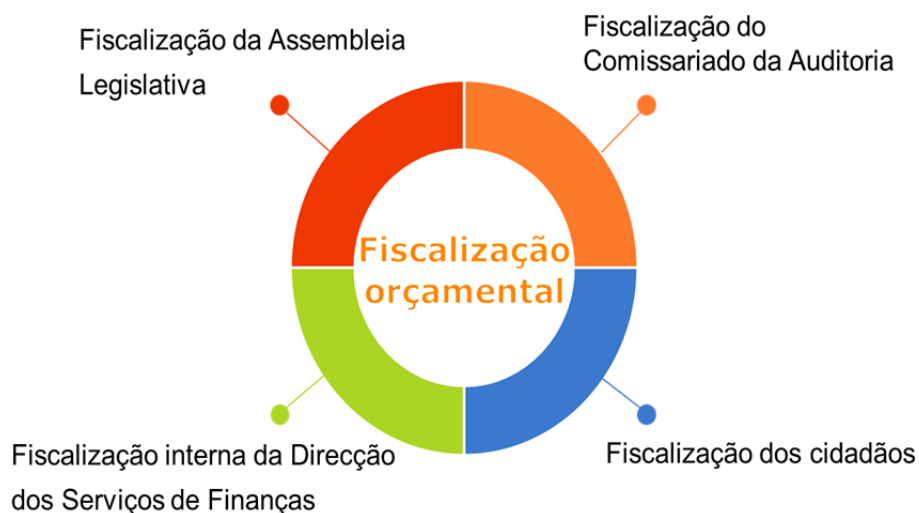 Fiscalização da Assembleia
Legislativa
Fiscalização do
Comissariado da Auditoria
Fiscalização
orçamental
Fiscalização interna da Direcção
dos Serviços de Finanças
Fiscalização dos cidadãos